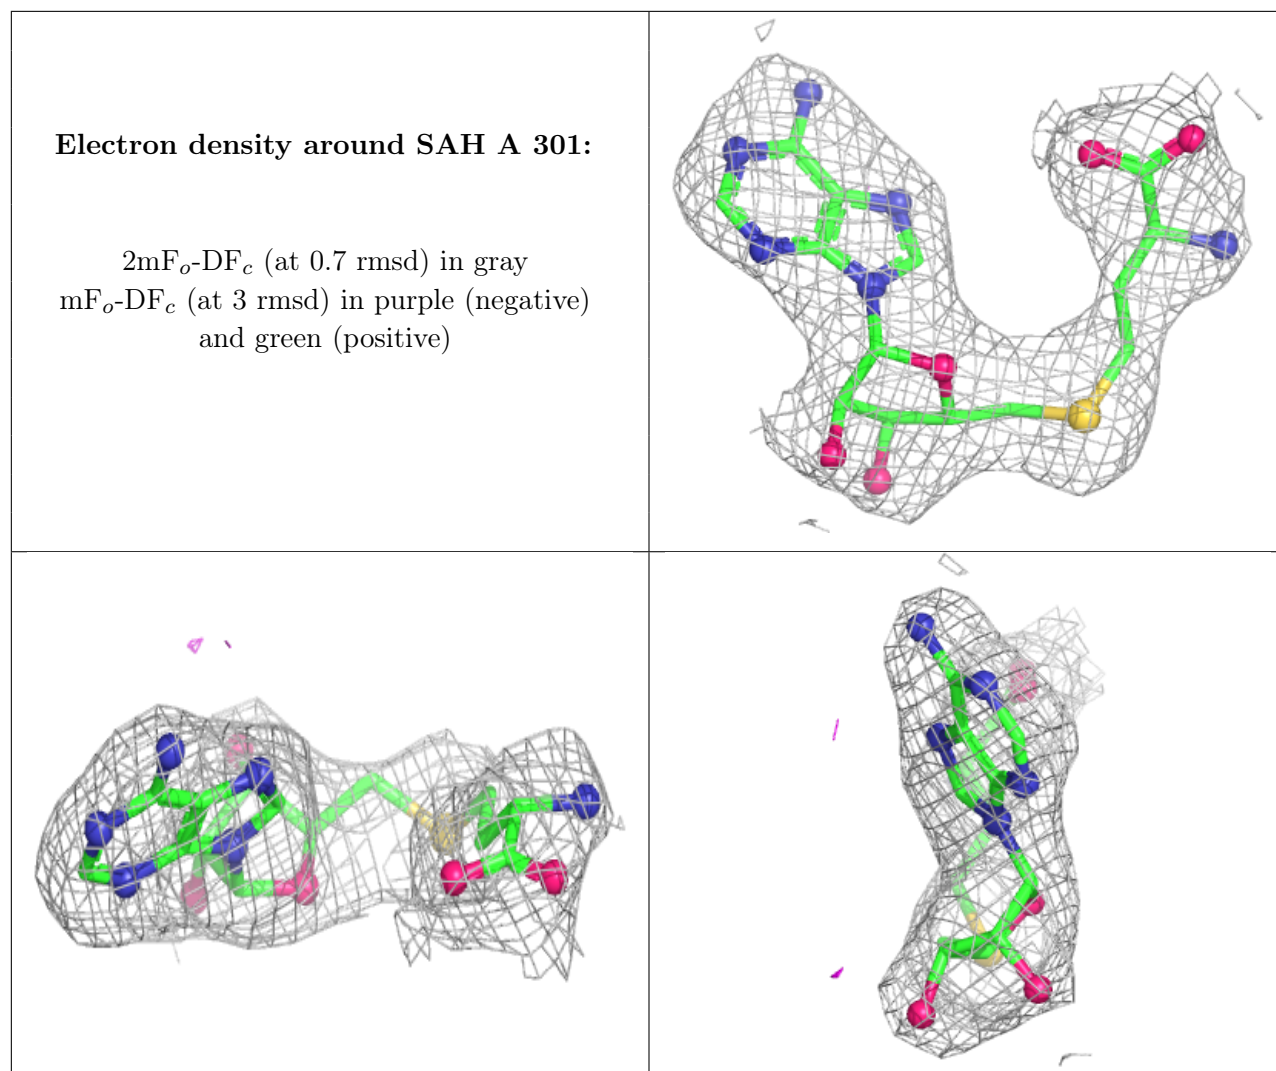 Electron density around SAH A 301:
2mFo-DFc (at 0.7 rmsd) in gray
mFo-DFc (at 3 rmsd) in purple (negative)
and green (positive)